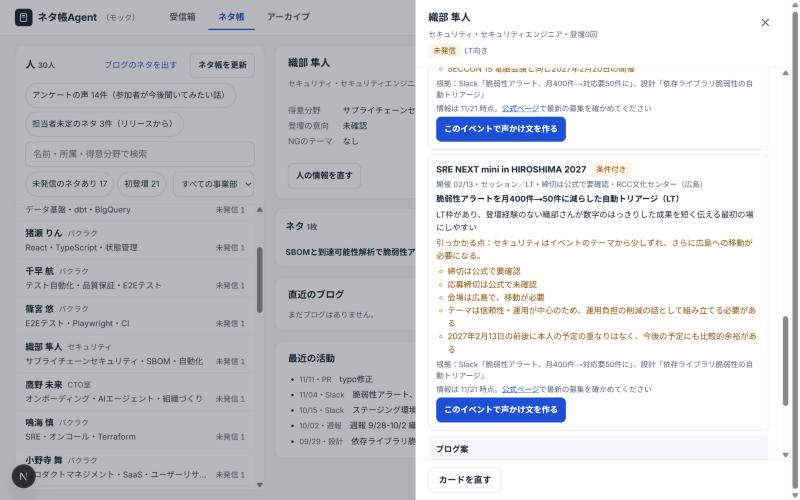 ネタ帳Agent （モック） 受信箱 ネタ帳 アーカイブ
人 30人 ブログのネタを出す ネタ帳を更新
アンケートの声 14件（参加者が今後聞いてみたい話）
担当者未定のネタ 3件（リリースから）
名前・所属・得意分野で検索
未発信のネタあり 17 初登壇 21 すべての事業部
データ基盤・dbt・BigQuery 未発信 1
猪瀬 りん バクラク
React・TypeScript・状態管理 未発信 1
千早 航 バクラク
テスト自動化・品質保証・E2Eテスト 未発信 1
篠宮 悠 バクラク
E2Eテスト・Playwright・CI 未発信 1
織部 隼人 セキュリティ
サプライチェーンセキュリティ・SBOM・自動化 未発信 1
鷹野 未来 CTO室
オンボーディング・AIエージェント・組織づくり 未発信 1
鳴海 慎 バクラク
SRE・オンコール・Terraform 未発信 1
小野寺 舞 バクラク
ロダクトマネジメント・SaaS・ユーザーリサ… 未発信 1
N
織部 隼人
セキュリティ・セキュリティエンジニ
得意分野 サプライチェーンセ
登壇の意向 未確認
NGのテーマ なし
人の情報を直す
ネタ 1枚
SBOMと到達可能性解析で脆弱性ア
直近のブログ
まだブログはありません。
最近の活動
11/11・PR typo修正
11/04・Slack 脆弱性アラート、
10/15・Slack ステージング環境
10/02・週報 週報 9/28-10/2 織
09/29・設計 依存ライブラリ脆
織部 隼人
セキュリティ・セキュリティエンジニア・登壇0回
未発信 LT向き
SECCON 15 電脳会議と同じ2027年2月20日の開催
根拠：Slack「脆弱性アラート、月400件→対応要50件に」、設計「依存ライブラリ脆弱性の自
動トリアージ」
情報は 11/21 時点。公式ページで最新の募集を確かめてください
このイベントで声かけ文を作る
SRE NEXT mini in HIROSHIMA 2027 条件付き
開催 02/13・セッション／LT・締切は公式で要確認・RCC文化センター（広島）
脆弱性アラートを月400件→50件に減らした自動トリアージ（LT）
LT枠があり、登壇経験のない織部さんが数字のはっきりした成果を短く伝える最初の場
にしやすい
引っかかる点：セキュリティはイベントのテーマから少しずれ、さらに広島への移動が
必要になる。
締切は公式で要確認
応募締切は公式で未確認
会場は広島で、移動が必要
テーマは信頼性・運用が中心のため、運用負担の削減の話として組み立てる必要があ
る
2027年2月13日の前後に本人の予定の重なりはなく、今後の予定にも比較的余裕があ
る
根拠：Slack「脆弱性アラート、月400件→対応要50件に」、設計「依存ライブラリ脆弱性の自
動トリアージ」
情報は 11/21 時点。公式ページで最新の募集を確かめてください
このイベントで声かけ文を作る
ブログ案
カードを直す